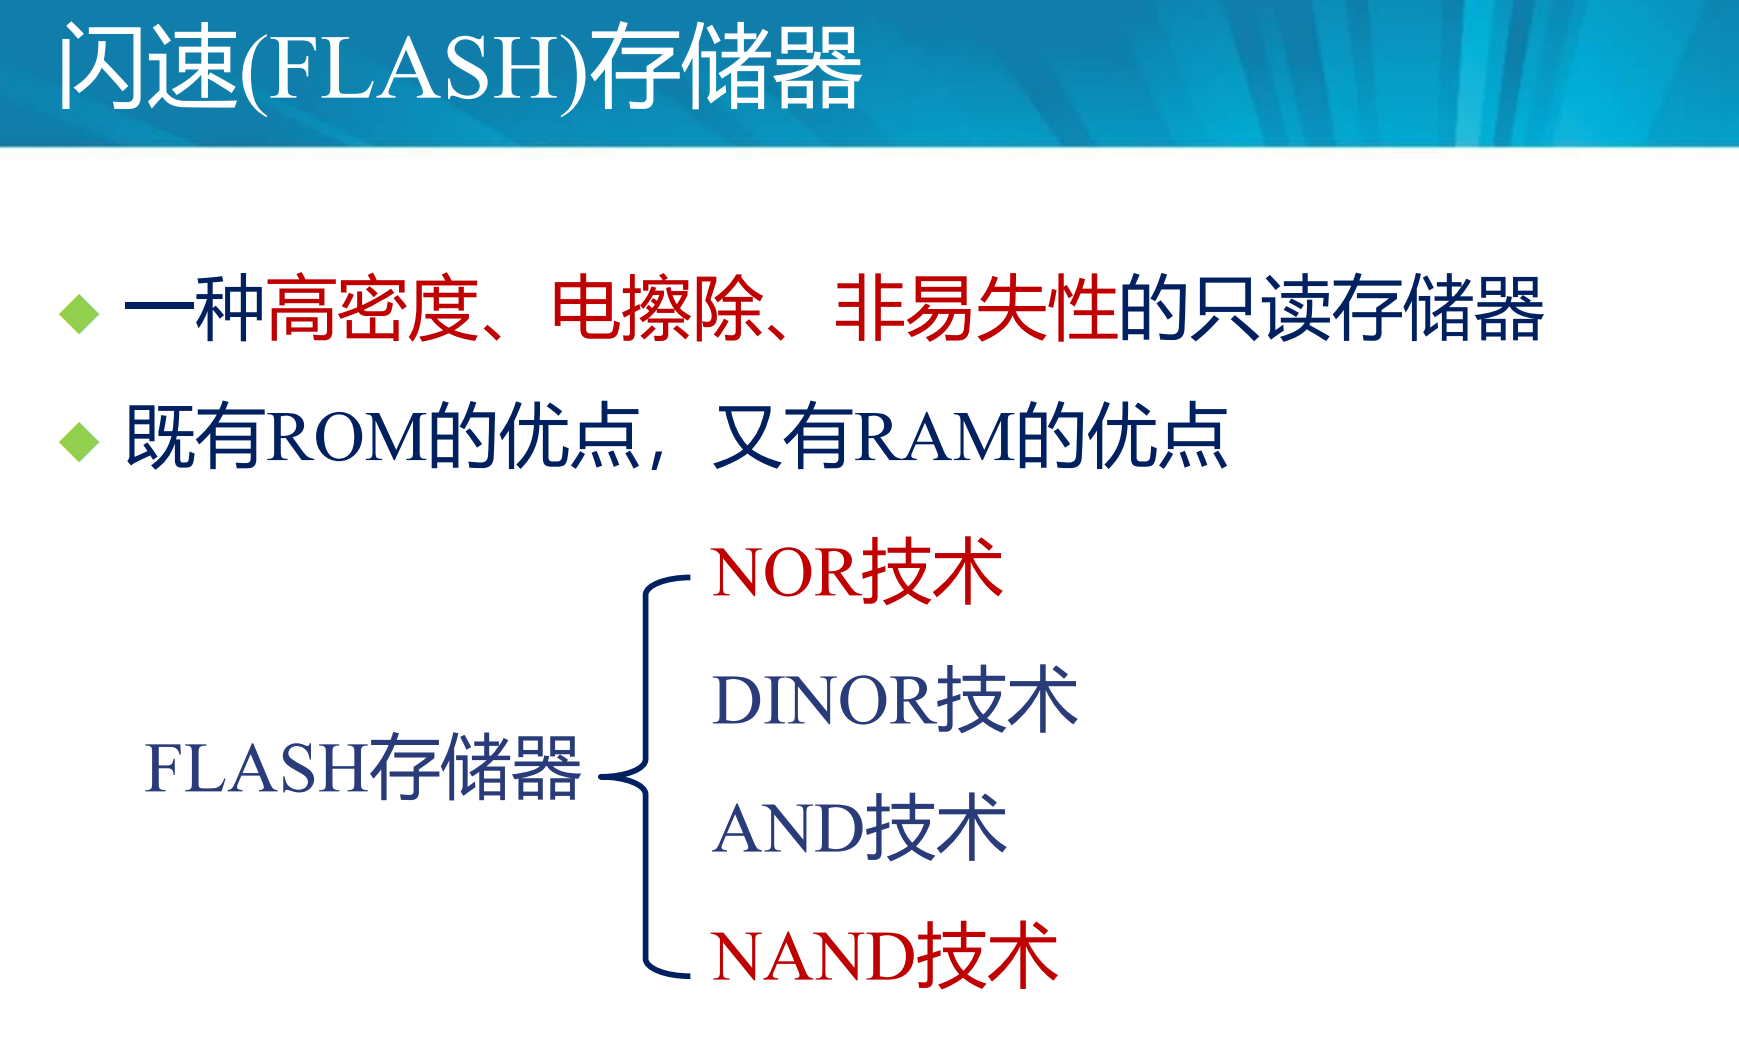 闪速(FLASH)存储器
一种高密度、电擦除、非易失性的只读存储器
既有ROM的优点，又有RAM的优点
NOR技术
DINOR技术
FLASH存储器
AND技术
NAND技术